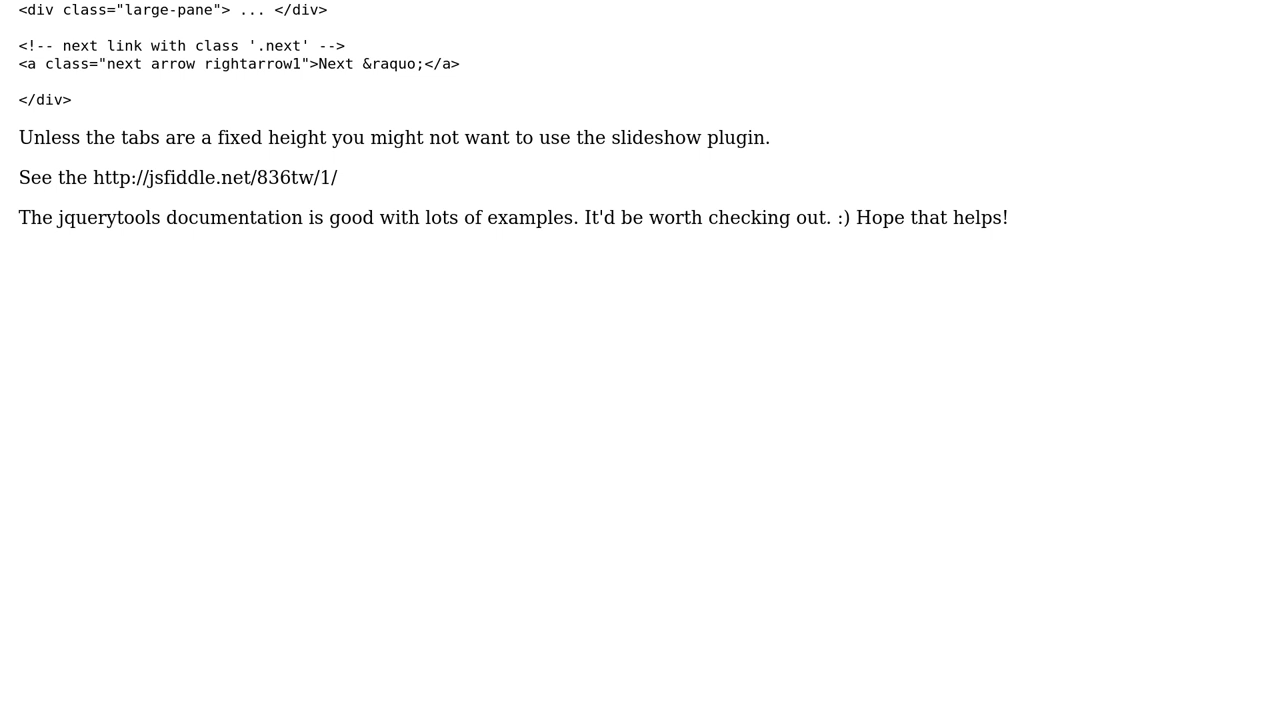 <div class="large-pane"> ... </div>
<!-- next link with class '.next' -->
<a class="next arrow rightarrow1">Next &raquo;</a>
</div>
Unless the tabs are a fixed height you might not want to use the slideshow plugin.
See the http://jsfiddle.net/836tw/1/
The jquerytools documentation is good with lots of examples. It'd be worth checking out. :) Hope that helps!